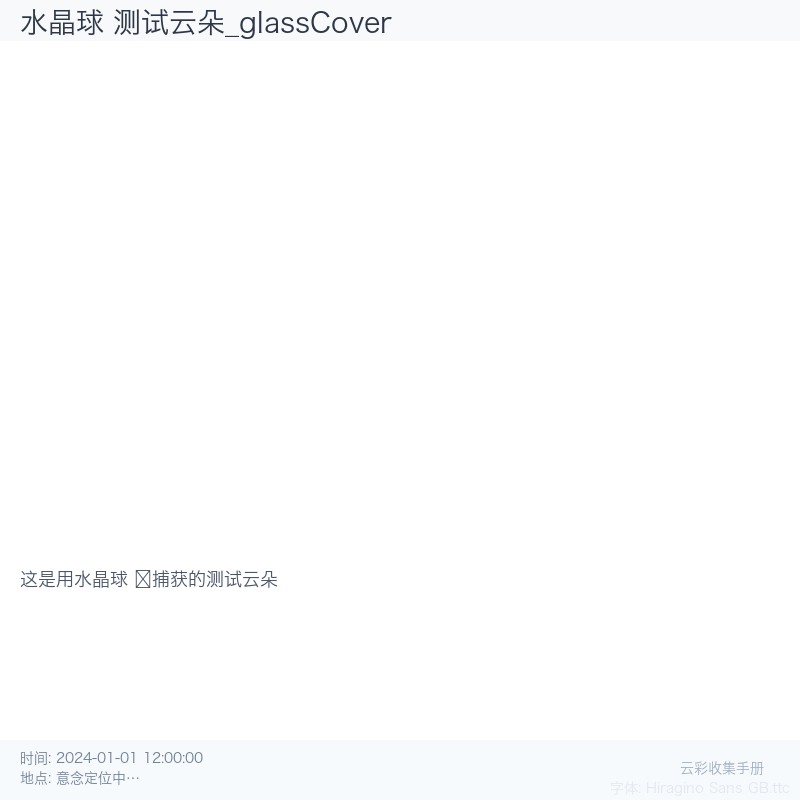 水晶球 测试云朵_glassCover
这是用水晶球 捕获的测试云朵
时间: 2024-01-01 12:00:00
地点: 意念定位中…
云彩收集手册
字体: Hiragino Sans GB.ttc